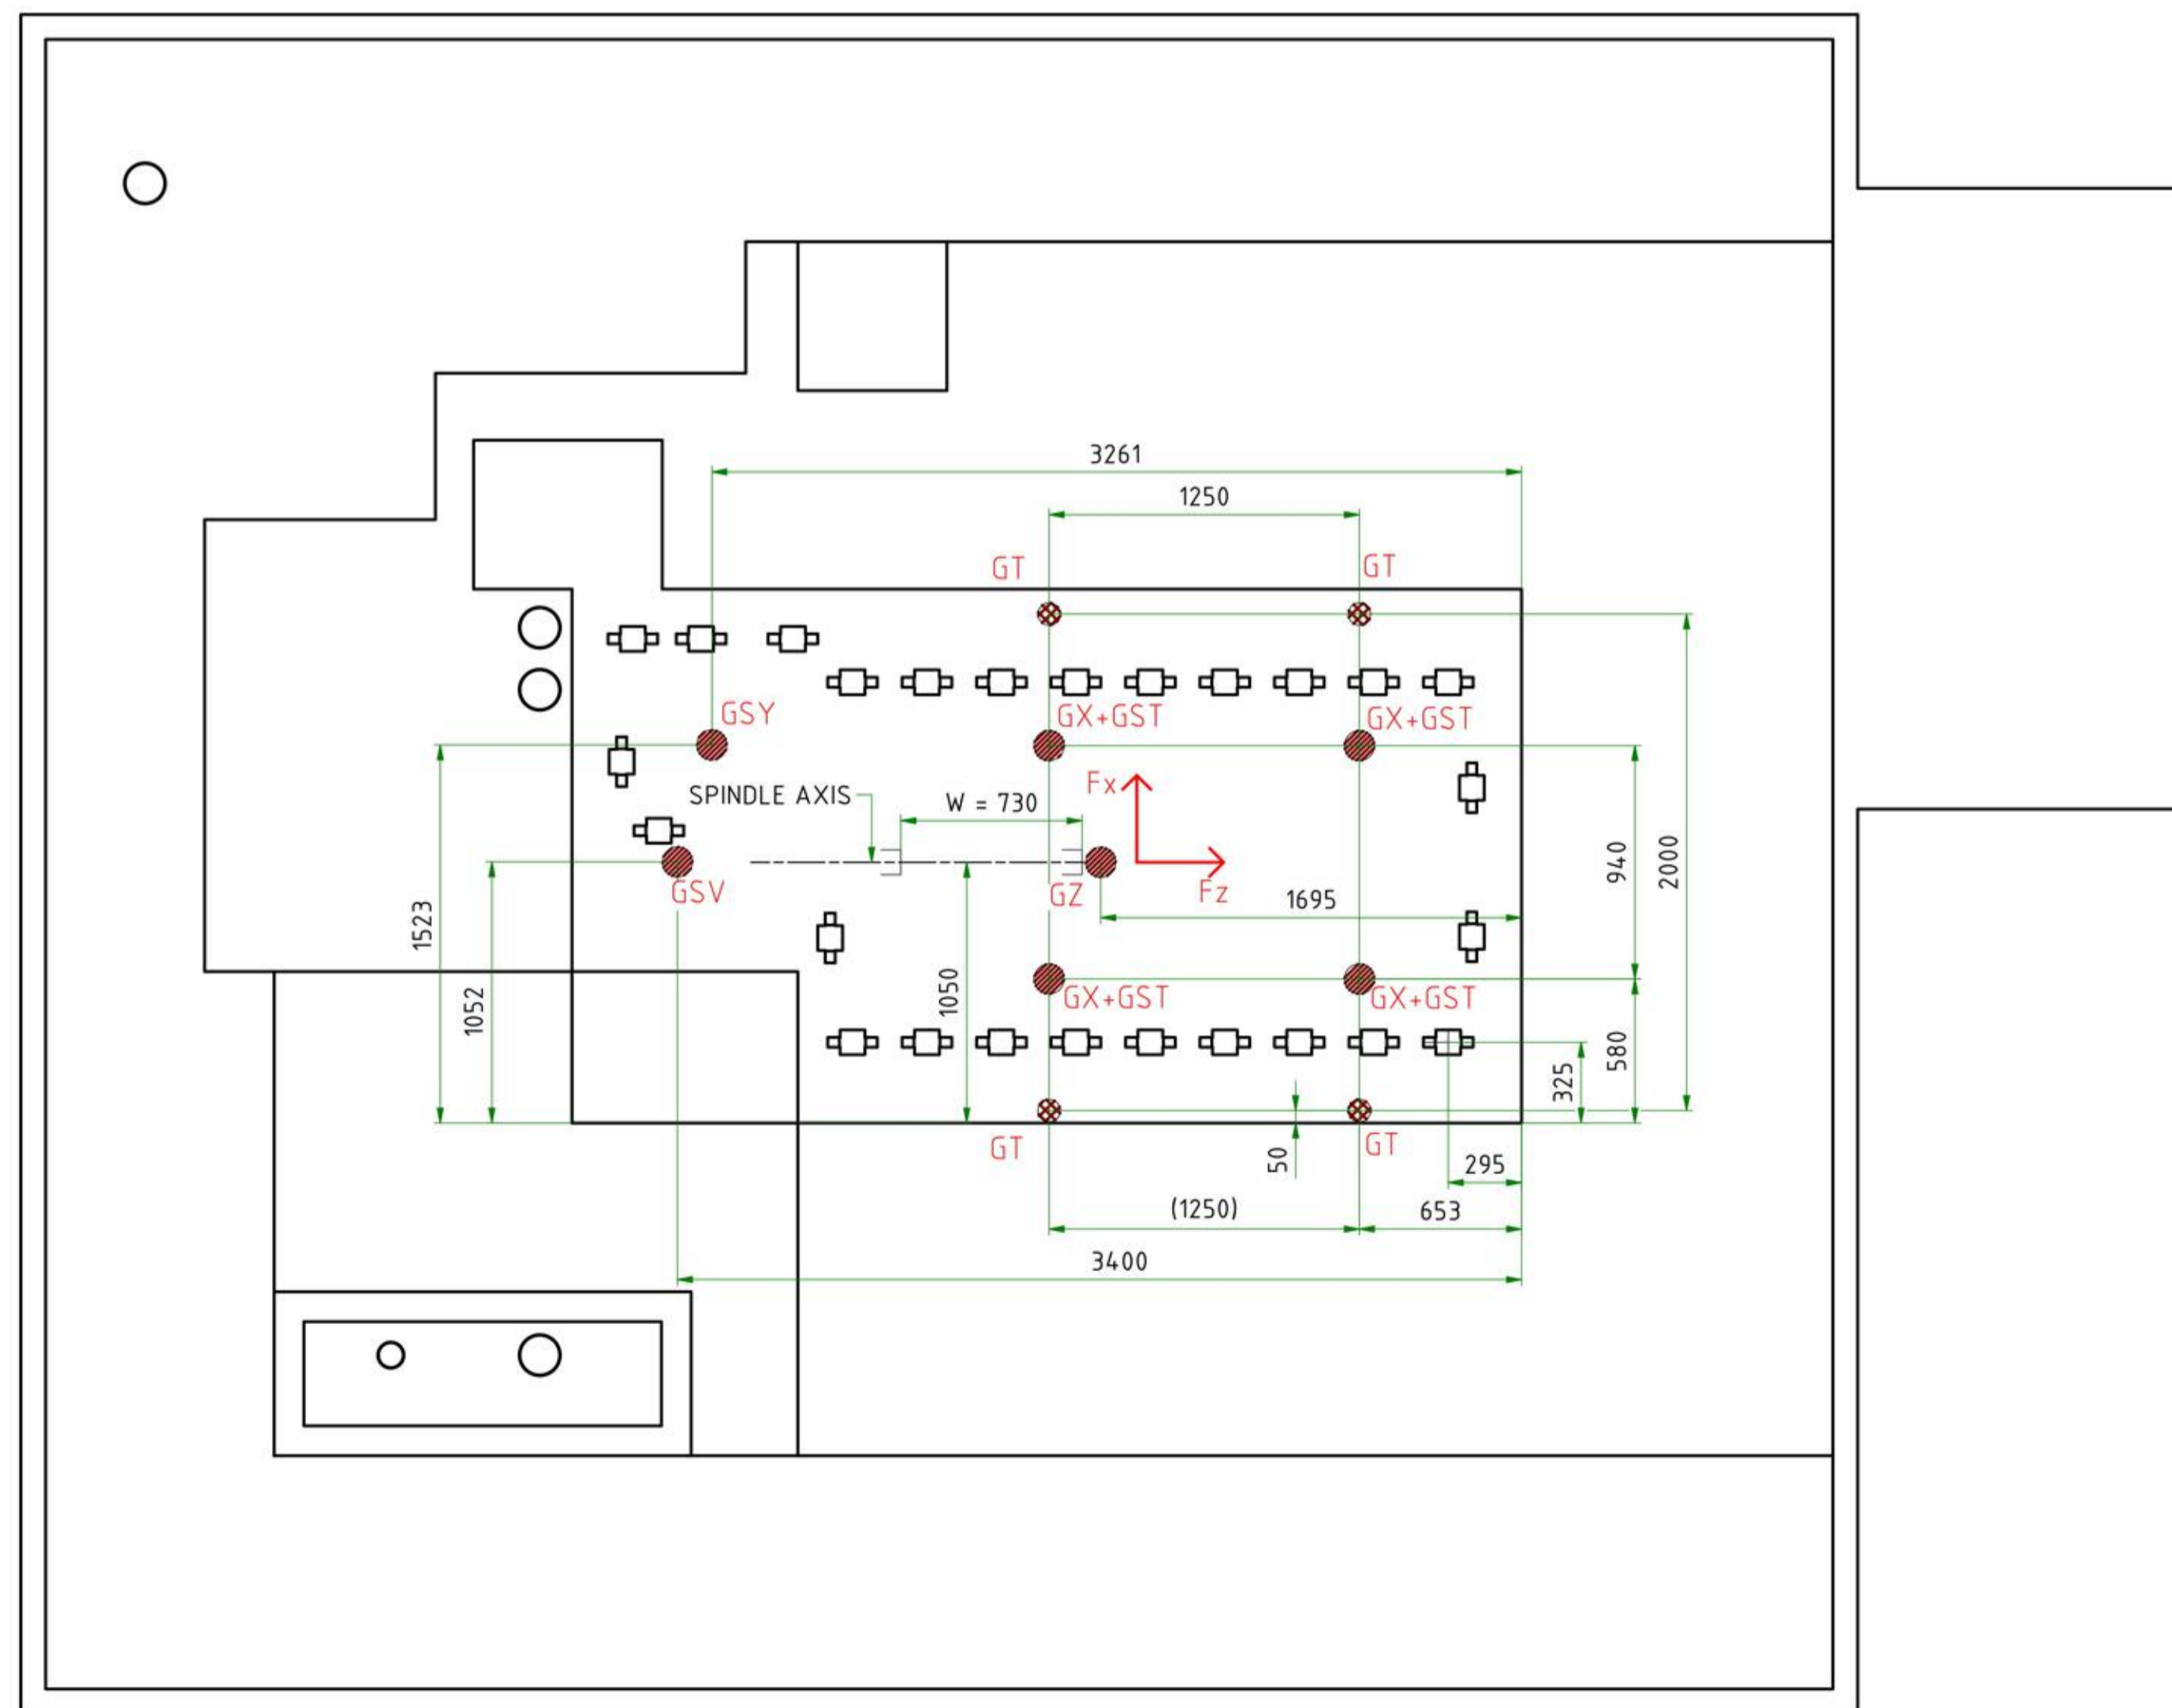 3261
1250
GT
GT
GSY
GX+GST
GX+GST
Fx
SPINDLE AXIS
W = 730
GSV
GZ
Fz
1695
940
2000
1523
1052
1050
GX+GST
GX+GST
580
325
GT
GT
50
295
(1250)
653
3400